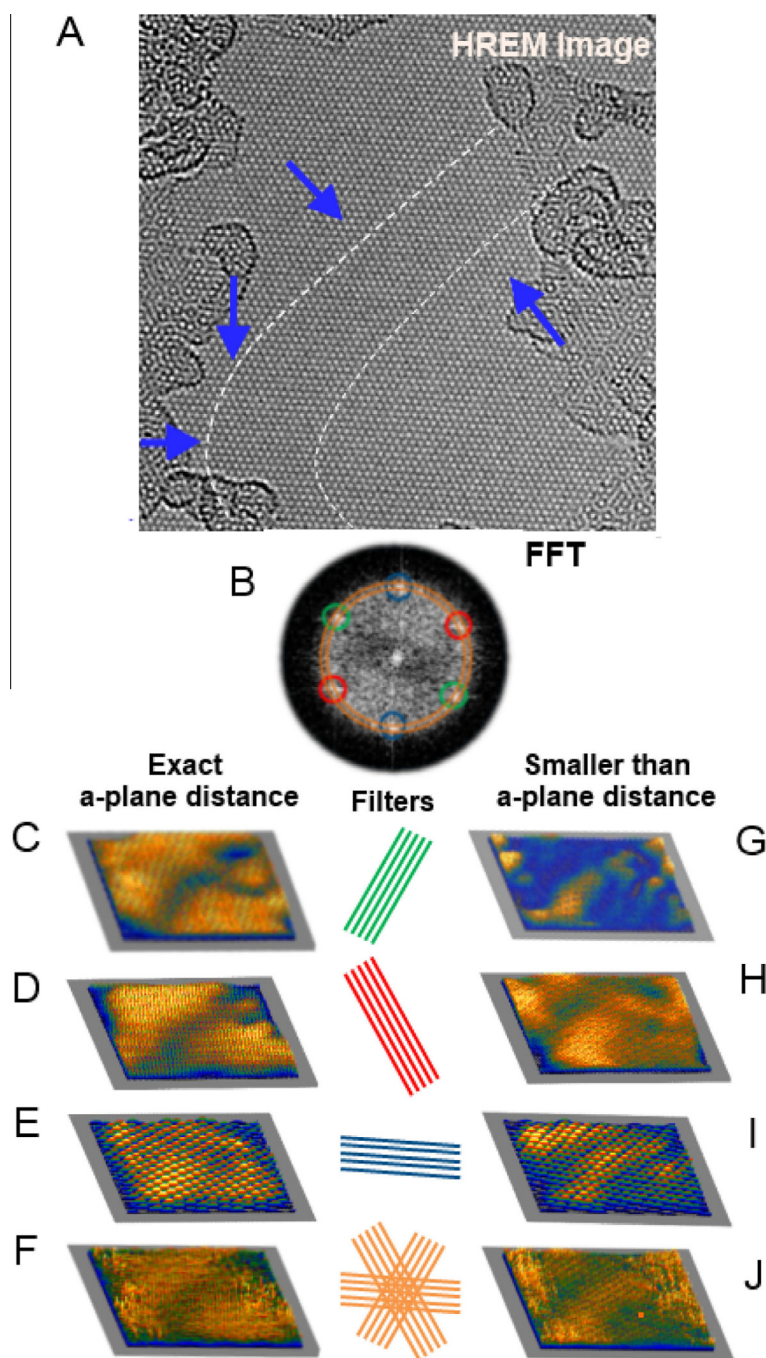 A
HREM Image
FFT
B
Exact
a-plane distance
Filters
Smaller than
a-plane distance
C
G
D
H
E
I
F
J